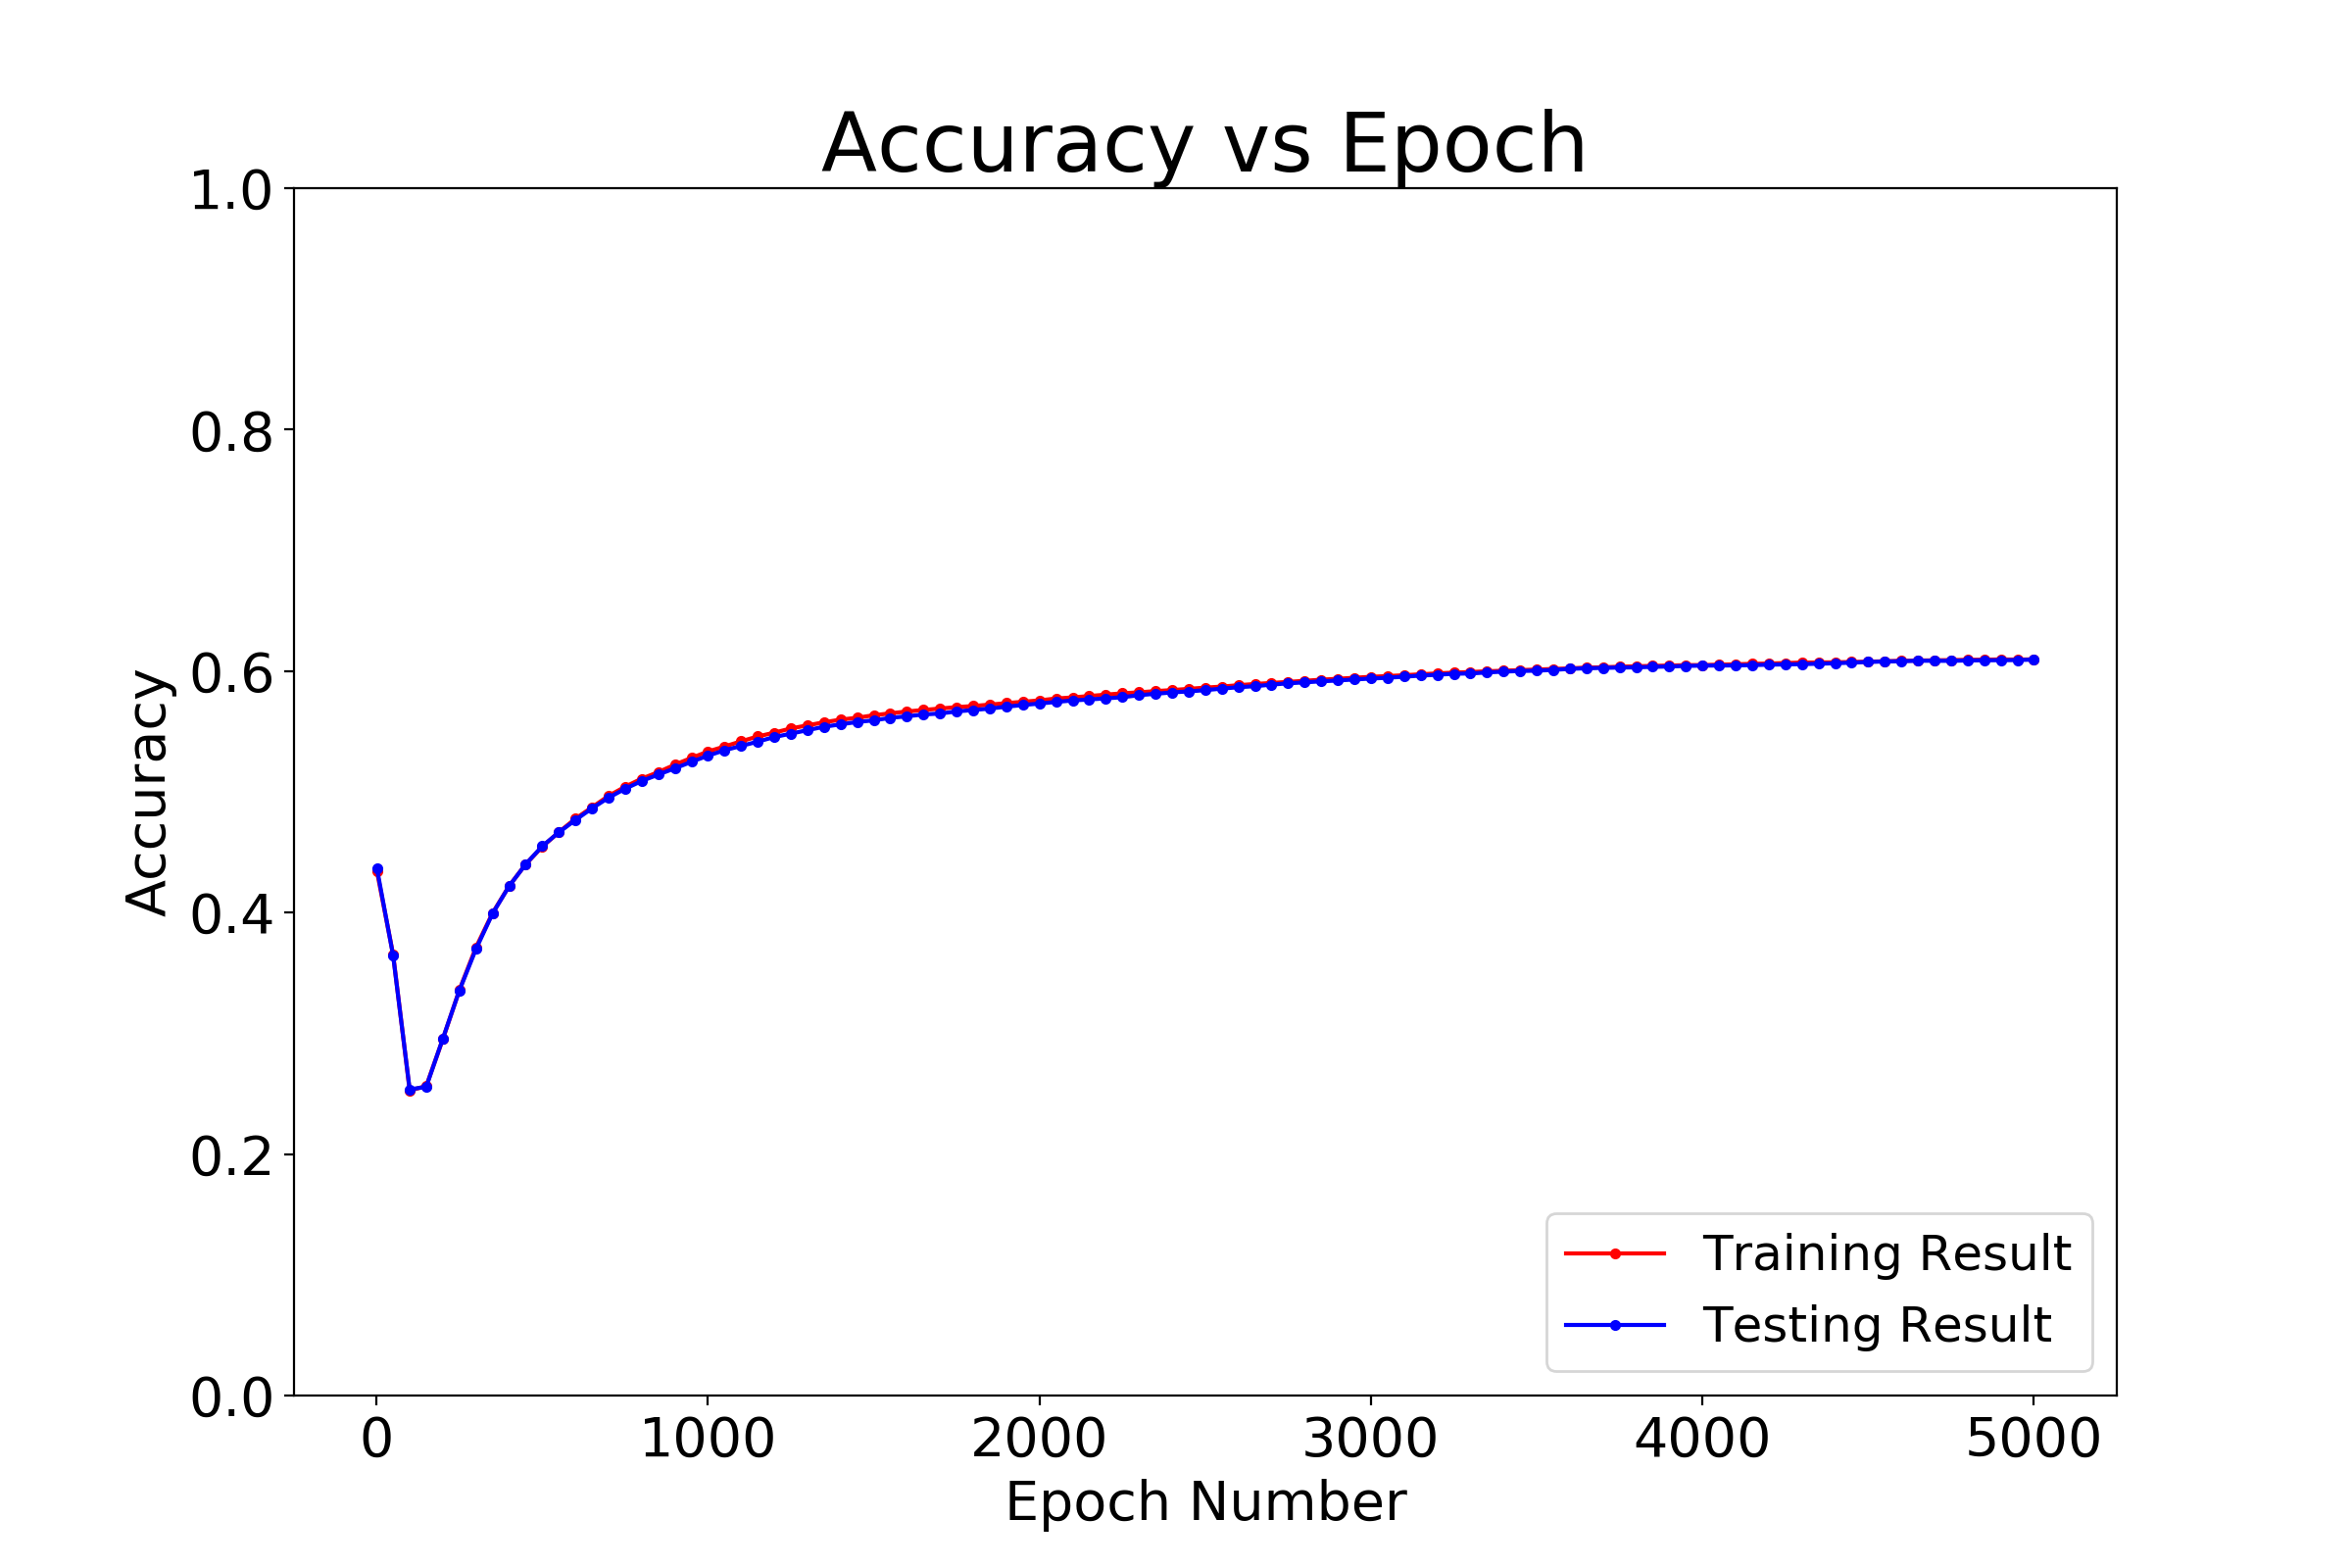 Accuracy vs Epoch
1.0
0.8
0.6
0.4
0.2
0.0
Accuracy
0 1000 2000 3000 4000 5000
Epoch Number
Training Result
Testing Result